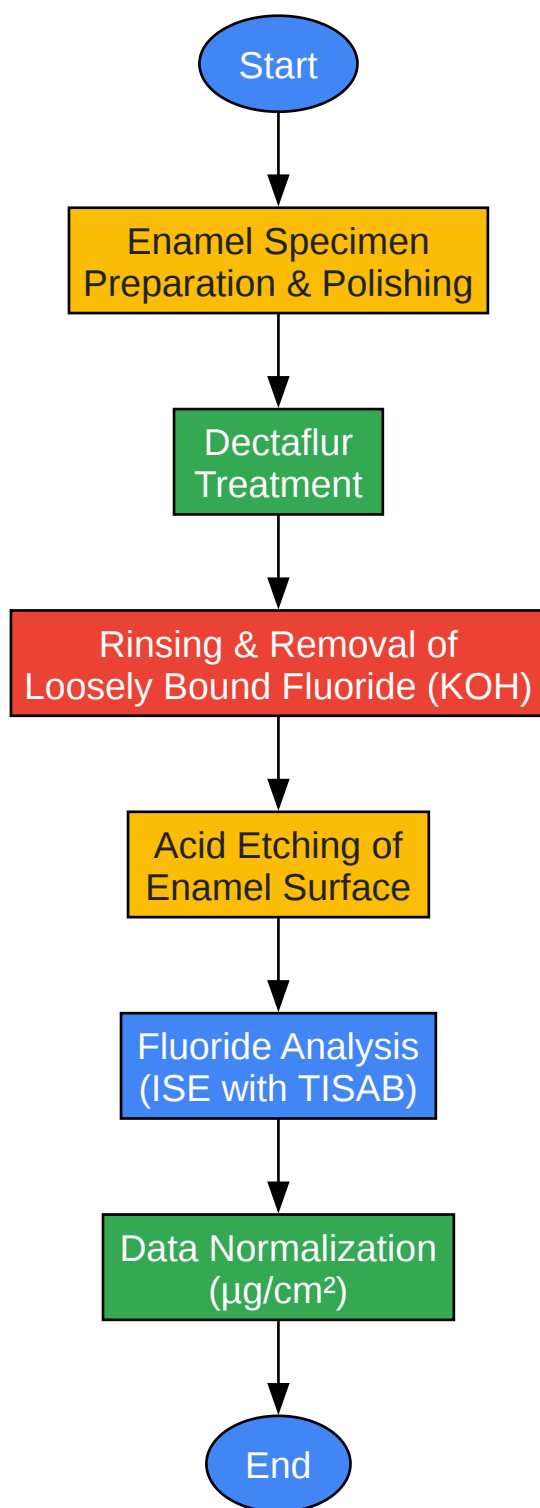 Start
Enamel Specimen
Preparation & Polishing
Dectaflur
Treatment
Rinsing & Removal of
Loosely Bound Fluoride (KOH)
Acid Etching of
Enamel Surface
Fluoride Analysis
(ISE with TISAB)
Data Normalization
(µg/cm²)
End